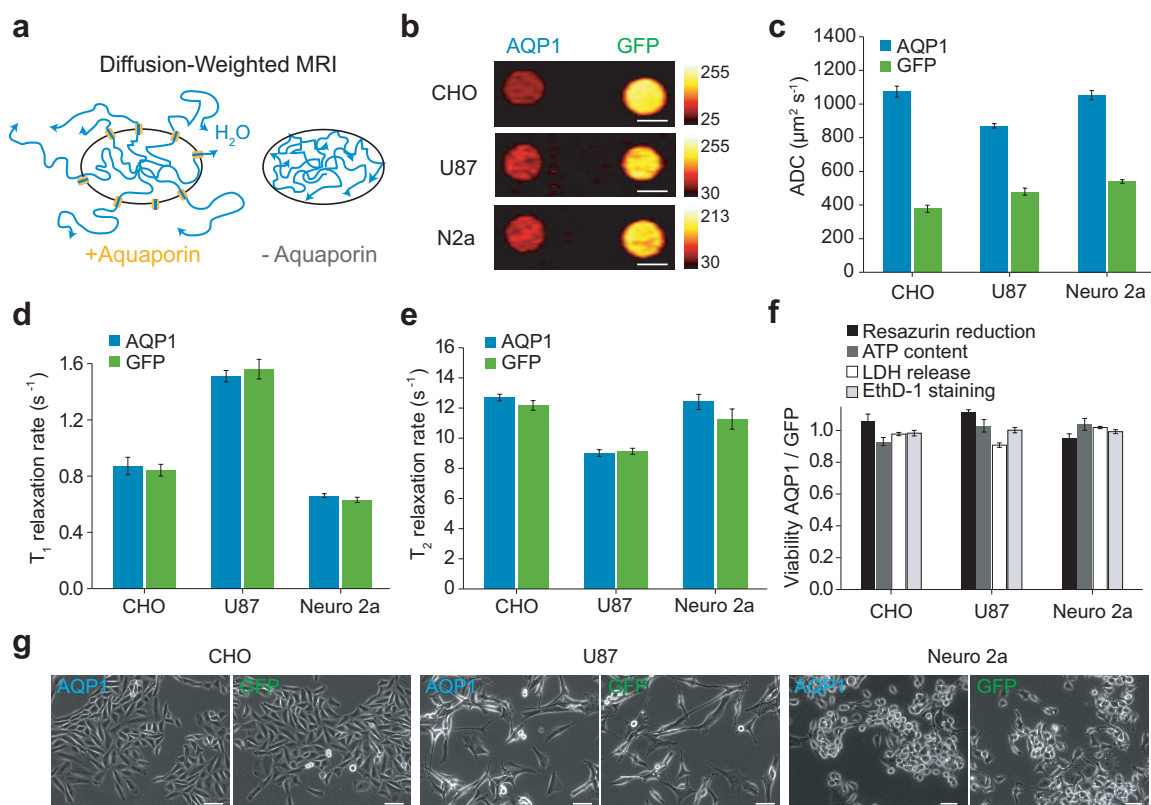 a
Diffusion-Weighted MRI
H2O
+Aquaporin
- Aquaporin
b
AQP1 GFP
CHO
255
25
U87
255
30
N2a
213
30
c
AQP1
GFP
ADC (µm² s⁻¹)
1400
1200
1000
800
600
400
200
0
CHO U87 Neuro 2a
d
AQP1
GFP
T1 relaxation rate (s⁻¹)
1.6
1.2
0.8
0.4
0.0
CHO U87 Neuro 2a
e
AQP1
GFP
T2 relaxation rate (s⁻¹)
16
14
12
10
8
6
4
2
0
CHO U87 Neuro 2a
f
Resazurin reduction
ATP content
LDH release
EthD-1 staining
Viability AQP1 / GFP
1.0
0.8
0.6
0.4
0.2
0.0
CHO U87 Neuro 2a
g
CHO U87 Neuro 2a
AQP1 GFP AQP1 GFP AQP1 GFP